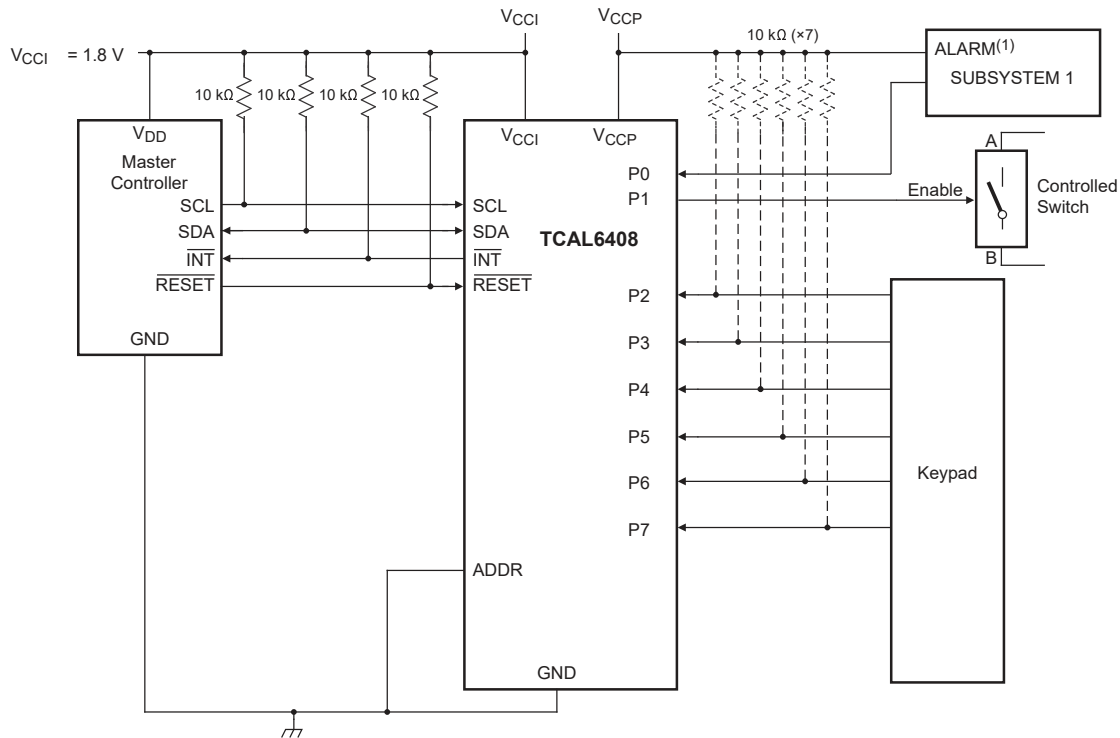 VCCI
VCCP
VCCI = 1.8 V
10 kΩ (×7)
ALARM(1)
SUBSYSTEM 1
10 kΩ
10 kΩ
10 kΩ
10 kΩ
VDD
Master
Controller
SCL
SDA
INT
RESET
GND
VCCI
VCCP
TCAL6408
SCL
SDA
INT
RESET
ADDR
GND
P0
P1
P2
P3
P4
P5
P6
P7
Enable
A
B
Controlled
Switch
Keypad